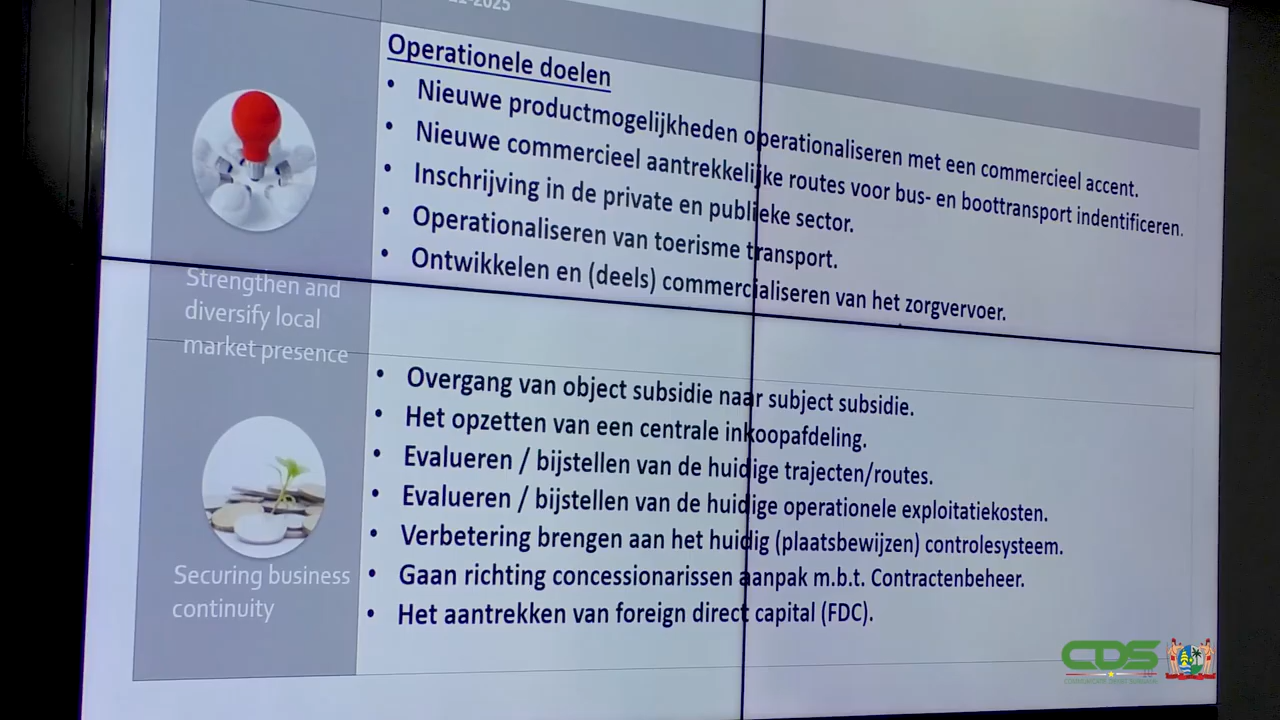 -2025
Operationele doelen
• Nieuwe productmogelijkheden operationaliseren met een commercieel accent.
• Nieuwe commercieel aantrekkelijke routes voor bus- en boottransport indentificeren.
• Inschrijving in de private en publieke sector.
• Operationaliseren van toerisme transport.
• Ontwikkelen en (deels) commercialiseren van het zorgvervoer.
Strengthen and
diversify local
market presence
• Overgang van object subsidie naar subject subsidie.
• Het opzetten van een centrale inkoopafdeling.
• Evalueren / bijstellen van de huidige trajecten/routes.
• Evalueren / bijstellen van de huidige operationele exploitatiekosten.
• Verbetering brengen aan het huidig (plaatsbewijzen) controlesysteem.
• Gaan richting concessionarissen aanpak m.b.t. Contractenbeheer.
• Het aantrekken van foreign direct capital (FDC).
Securing business
continuity
CDS